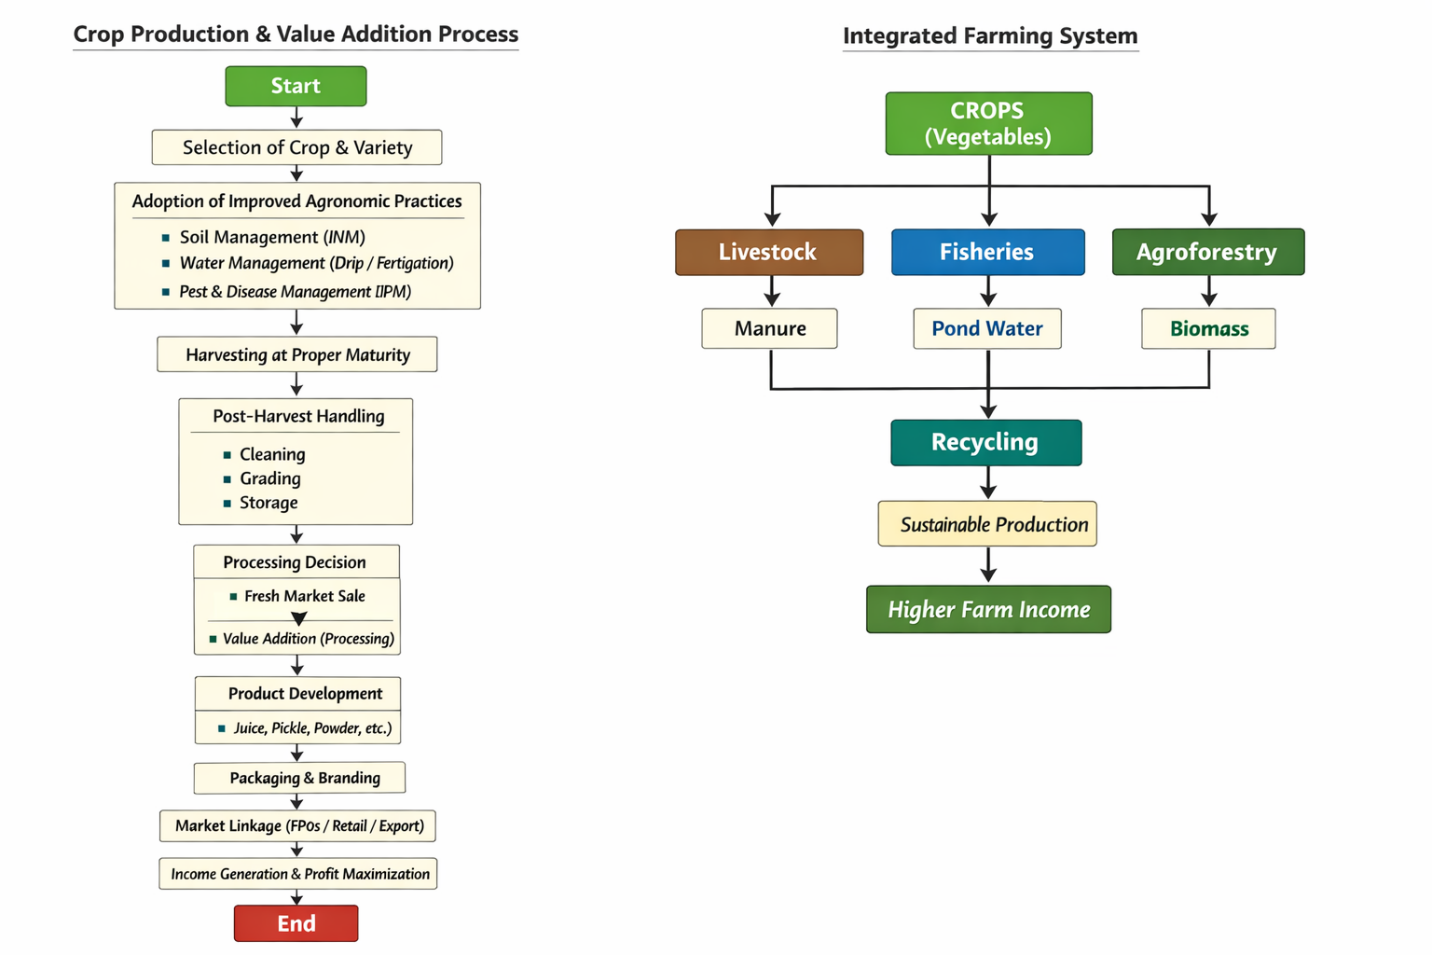 Crop Production & Value Addition Process
Start
Selection of Crop & Variety
Adoption of Improved Agronomic Practices
Soil Management (INM)
Water Management (Drip / Fertigation)
Pest & Disease Management IIPM)
Harvesting at Proper Maturity
Post-Harvest Handling
Cleaning
Grading
Storage
Processing Decision
Fresh Market Sale
Value Addition (Processing)
Product Development
Juice, Pickle, Powder, etc.)
Packaging & Branding
Market Linkage (FPOs / Retail / Export)
Income Generation & Profit Maximization
End
Integrated Farming System
CROPS
(Vegetables)
Livestock
Fisheries
Agroforestry
Manure
Pond Water
Biomass
Recycling
Sustainable Production
Higher Farm Income